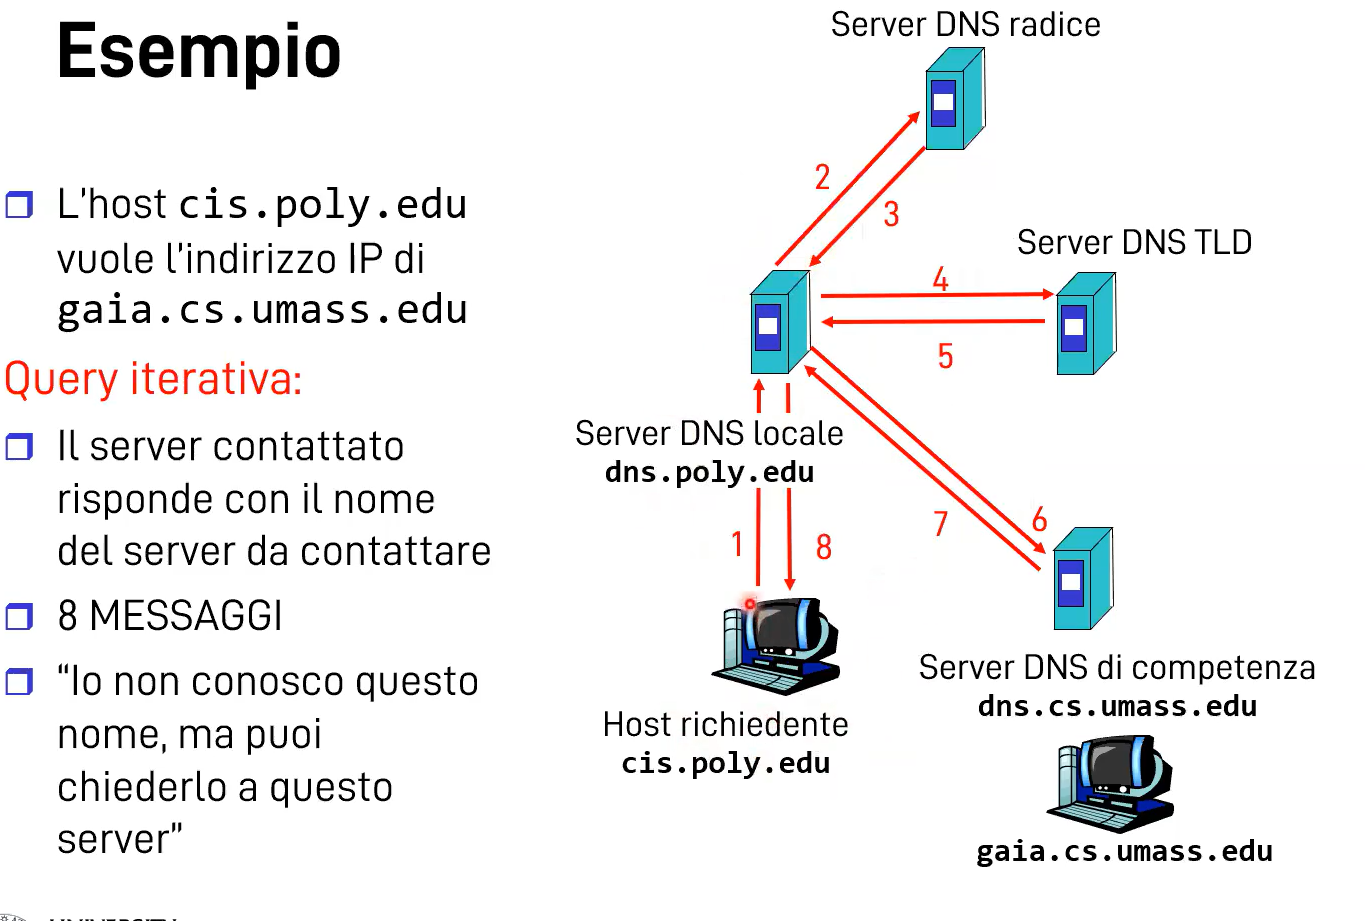 Esempio
L'host cis.poly.edu
vuole l'indirizzo IP di
gaia.cs.umass.edu
Query iterativa:
Il server contattato
risponde con il nome
del server da contattare
8 MESSAGGI
“Io non conosco questo
nome, ma puoi
chiederlo a questo
server”
Server DNS radice
2
3
Server DNS TLD
4
5
Server DNS locale
dns.poly.edu
7
6
1
8
Server DNS di competenza
dns.cs.umass.edu
Host richiedente
cis.poly.edu
gaia.cs.umass.edu